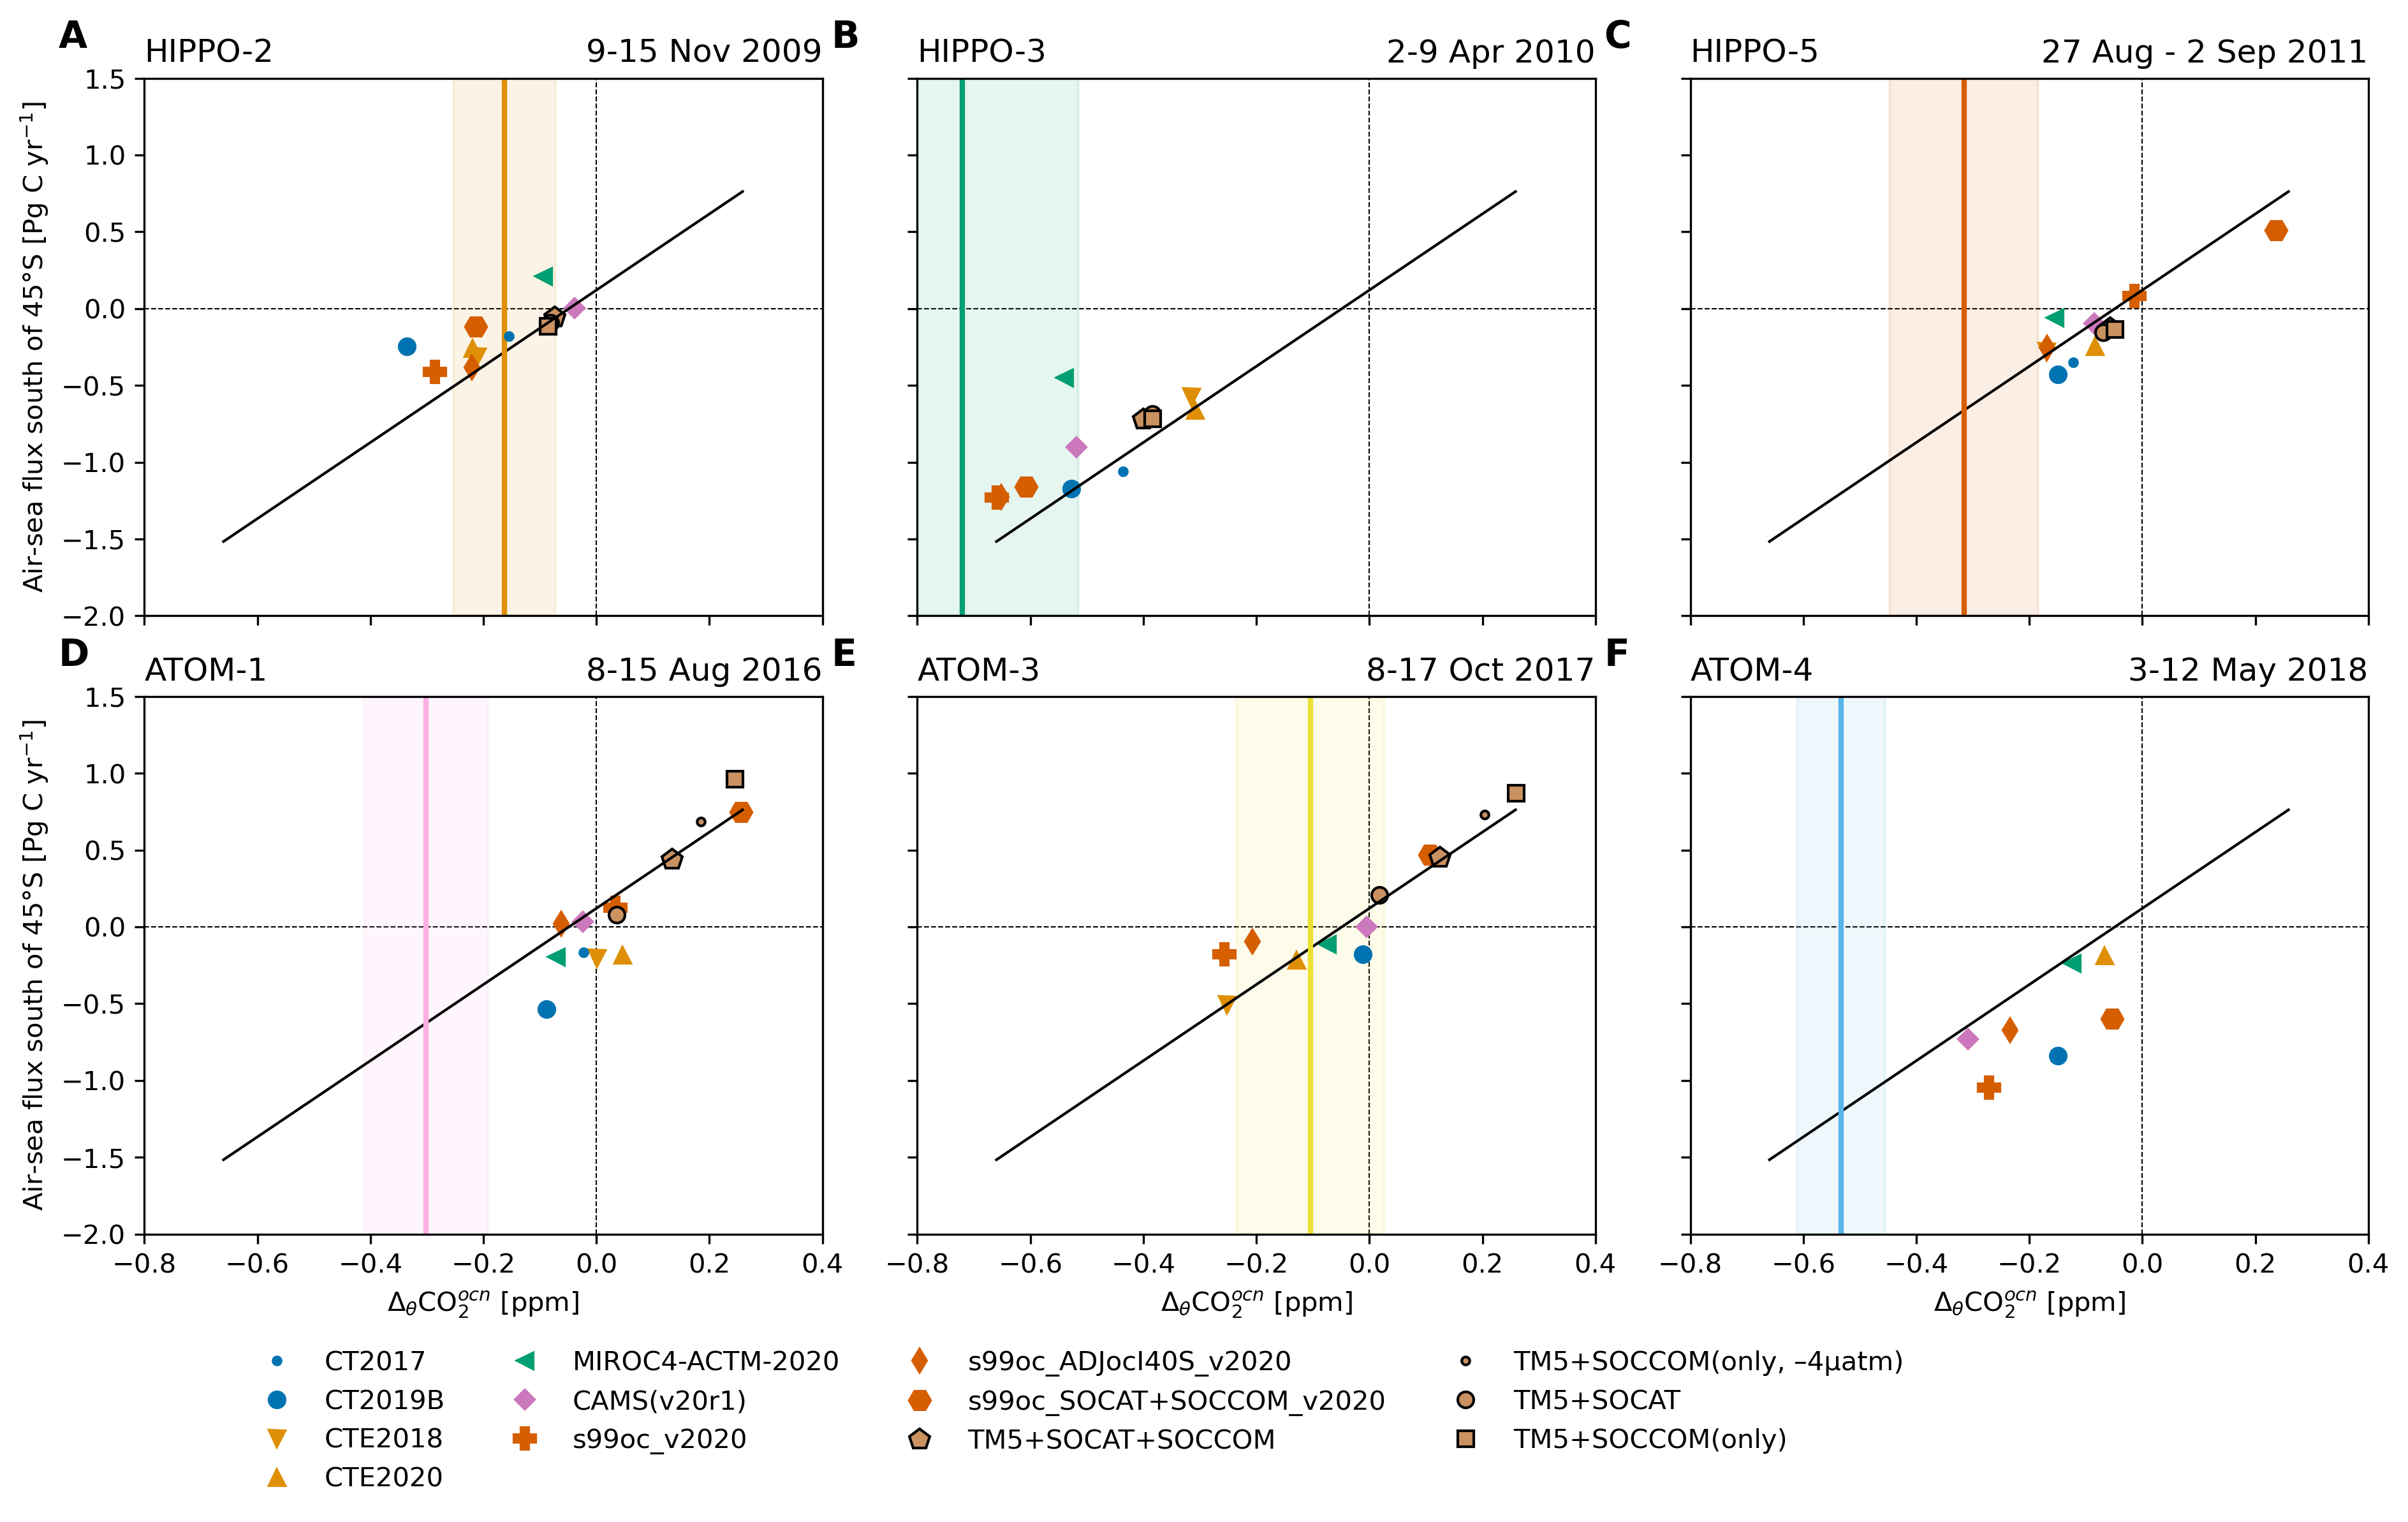 A
HIPPO-2
9-15 Nov 2009
B
HIPPO-3
2-9 Apr 2010
C
HIPPO-5
27 Aug - 2 Sep 2011
1.5
1.0
0.5
0.0
−0.5
−1.0
−1.5
−2.0
Air-sea flux south of 45°S [Pg C yr⁻¹]
D
ATOM-1
8-15 Aug 2016
E
ATOM-3
8-17 Oct 2017
F
ATOM-4
3-12 May 2018
1.5
1.0
0.5
0.0
−0.5
−1.0
−1.5
−2.0
Air-sea flux south of 45°S [Pg C yr⁻¹]
−0.8 −0.6 −0.4 −0.2 0.0 0.2 0.4
−0.8 −0.6 −0.4 −0.2 0.0 0.2 0.4
−0.8 −0.6 −0.4 −0.2 0.0 0.2 0.4
ΔθCO₂ᵒᶜⁿ [ppm]
ΔθCO₂ᵒᶜⁿ [ppm]
ΔθCO₂ᵒᶜⁿ [ppm]
CT2017
CT2019B
CTE2018
CTE2020
MIROC4-ACTM-2020
CAMS(v20r1)
s99oc_v2020
s99oc_ADJocI40S_v2020
s99oc_SOCAT+SOCCOM_v2020
TM5+SOCAT+SOCCOM
TM5+SOCCOM(only, –4μatm)
TM5+SOCAT
TM5+SOCCOM(only)